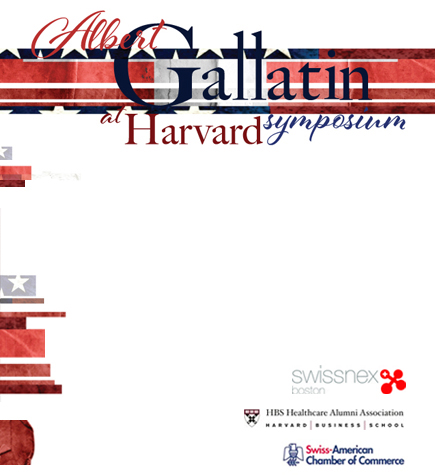 Albert
Gallatin
at Harvard symposium
swissnex
boston
HBS Healthcare Alumni Association
HARVARD | BUSINESS | SCHOOL
Swiss-American
Chamber of Commerce